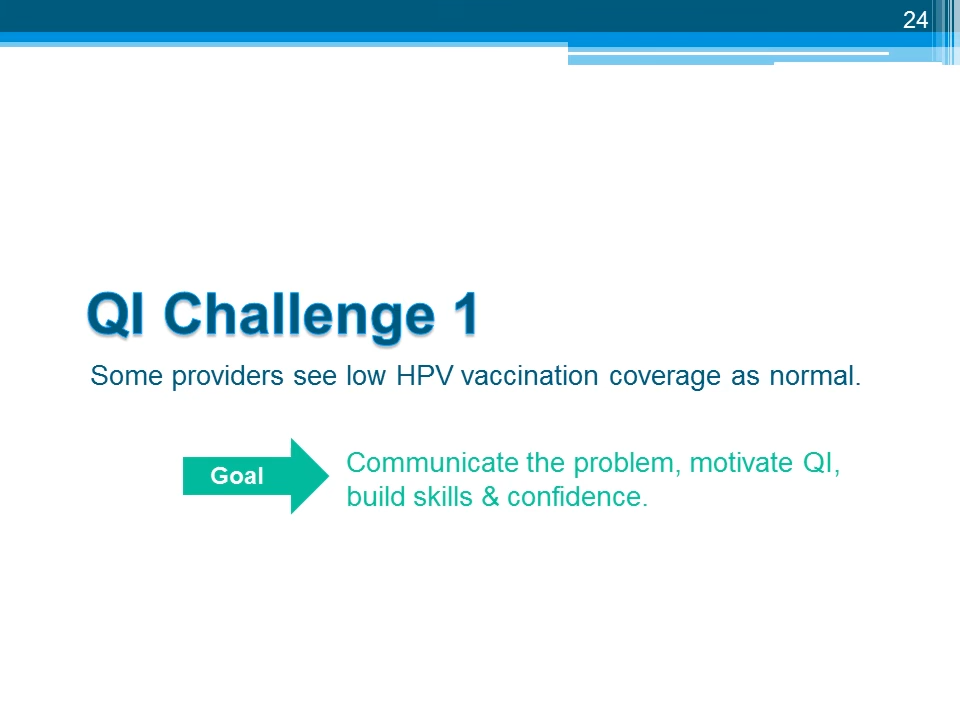 24
QI Challenge 1
Some providers see low HPV vaccination coverage as normal.
Goal
Communicate the problem, motivate QI,
build skills & confidence.